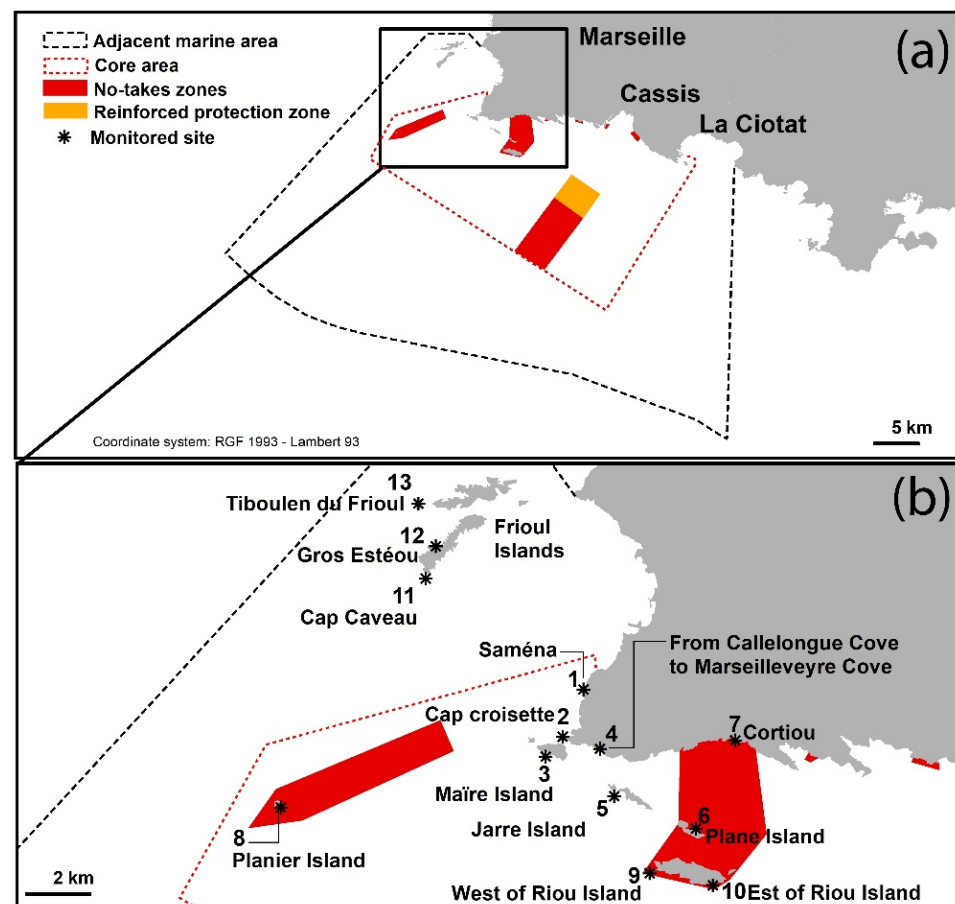 (a)
Adjacent marine area
Core area
No-takes zones
Reinforced protection zone
Monitored site
Marseille
Cassis
La Ciotat
Coordinate system: RGF 1993 - Lambert 93
5 km
(b)
13
Tiboulen du Frioul
12
Gros Estéou
Frioul
Islands
11
Cap Caveau
Saména
1
From Callelongue Cove
to Marseilleveyre Cove
Cap croisette
2
4
7
Cortiou
3
Maïre Island
5
Jarre Island
6
Plane Island
8
Planier Island
9
West of Riou Island
10 Est of Riou Island
2 km